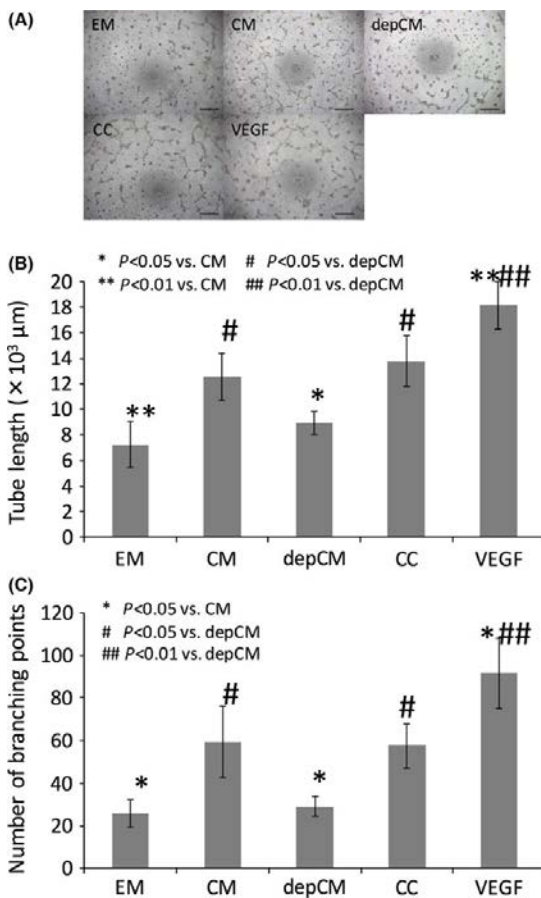 (A)
EM CM depCM
CC VEGF
(B)
* P<0.05 vs. CM # P<0.05 vs. depCM
** P<0.01 vs. CM ## P<0.01 vs. depCM
Tube length (×10³ μm)
20
18
16
14
12
10
8
6
4
2
0
**
#
*
#
**##
EM CM depCM CC VEGF
(C)
* P<0.05 vs. CM
# P<0.05 vs. depCM
## P<0.01 vs. depCM
Number of branching points
120
100
80
60
40
20
0
*
#
*
#
*##
EM CM depCM CC VEGF